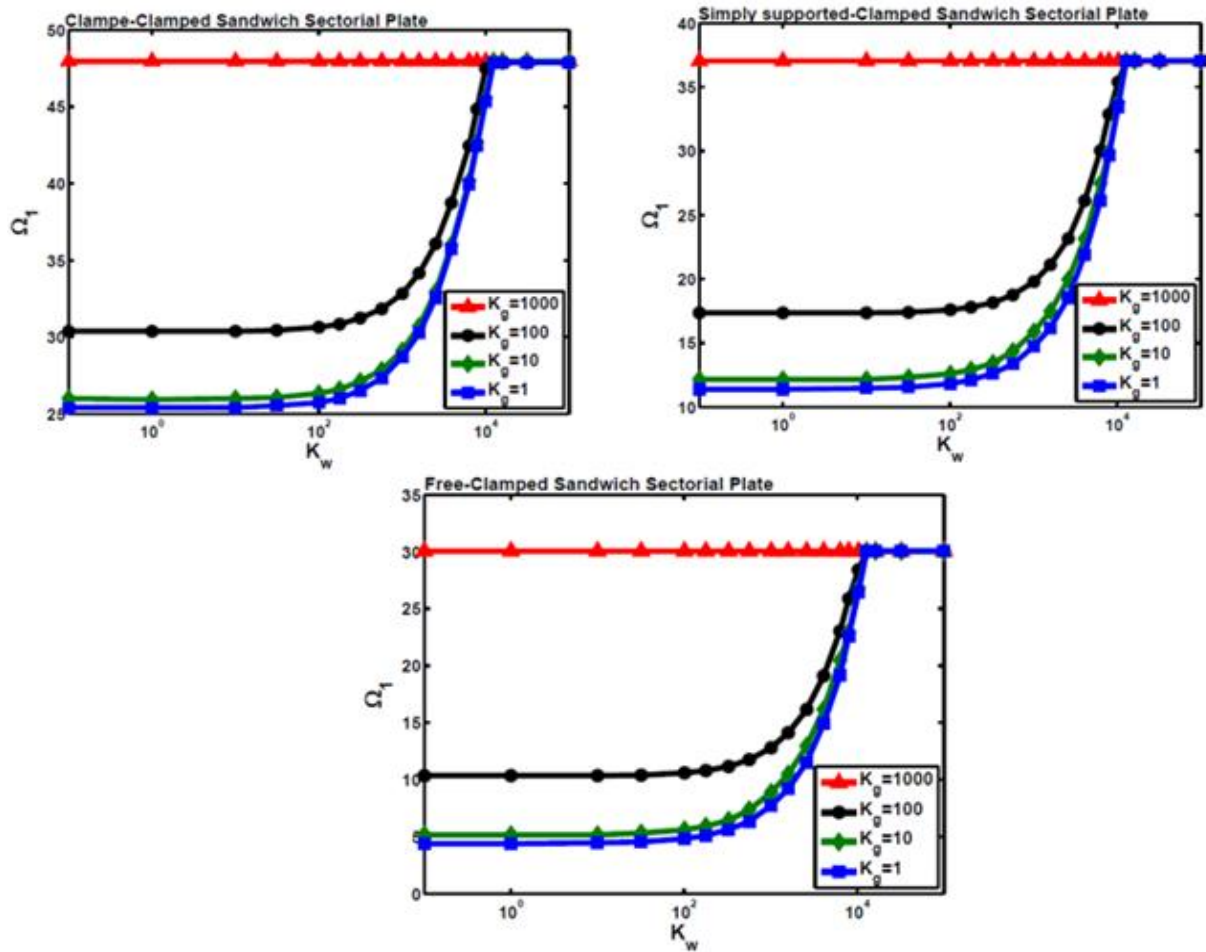 Clampe-Clamped Sandwich Sectorial Plate
50
45
40
35
30
25
Ω1
10^0
10^2
10^4
K_w
K_g=1000
K_g=100
K_g=10
K_g=1
Simply supported-Clamped Sandwich Sectorial Plate
40
35
30
25
20
15
10
Ω1
10^0
10^2
10^4
K_w
K_g=1000
K_g=100
K_g=10
K_g=1
Free-Clamped Sandwich Sectorial Plate
35
30
25
20
15
10
5
0
Ω1
10^0
10^2
10^4
K_w
K_g=1000
K_g=100
K_g=10
K_g=1